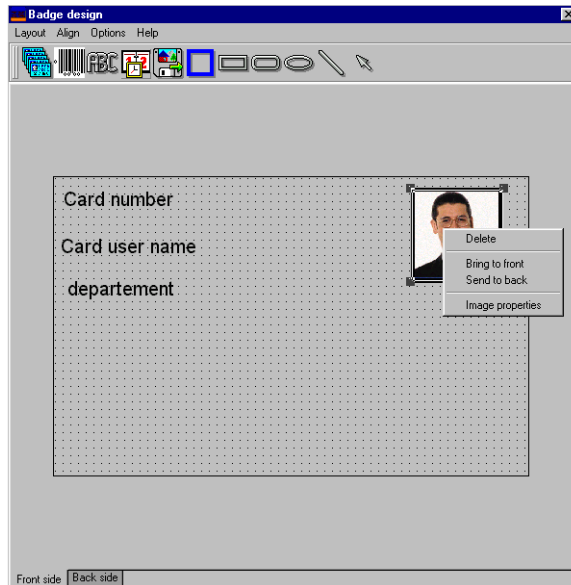 Badge design
Layout Align Options Help
ABC
Card number
Card user name
departement
Delete
Bring to front
Send to back
Image properties
Front side Back side